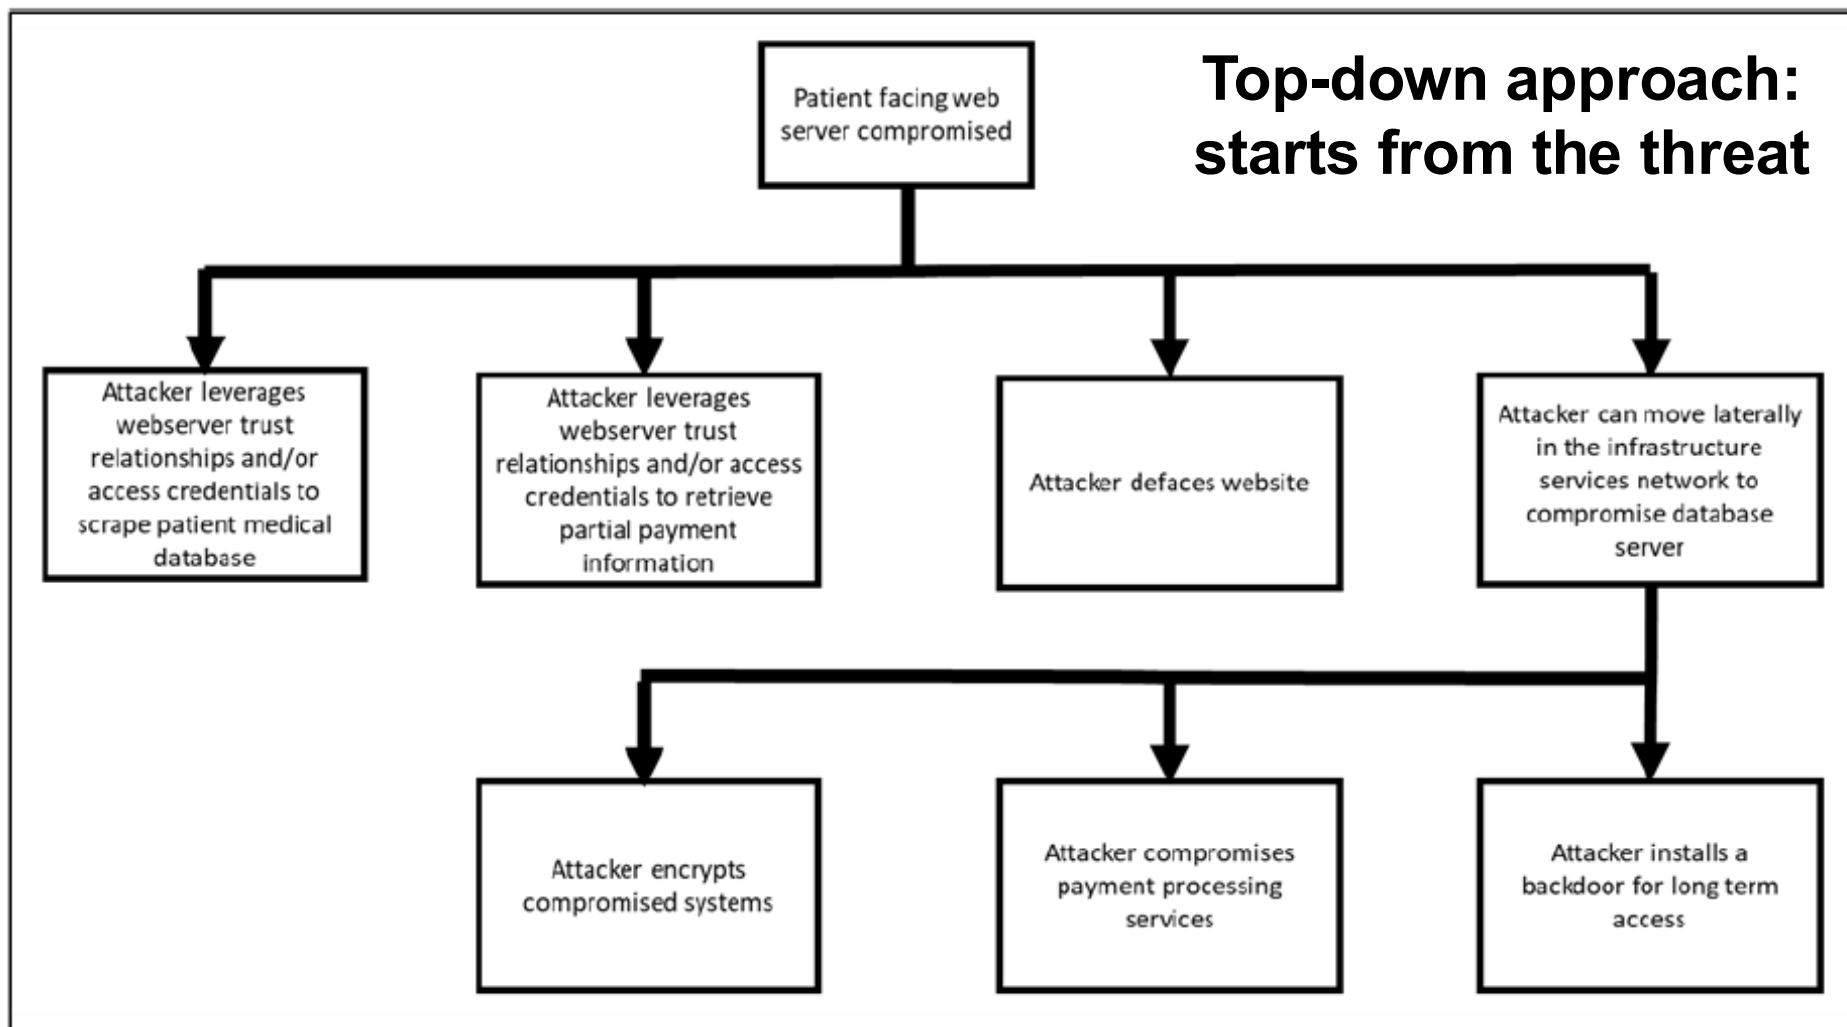 Top-down approach:
starts from the threat
Patient facing web
server compromised
Attacker leverages
webserver trust
relationships and/or
access credentials to
scrape patient medical
database
Attacker leverages
webserver trust
relationships and/or access
credentials to retrieve
partial payment
information
Attacker defaces website
Attacker can move laterally
in the infrastructure
services network to
compromise database
server
Attacker encrypts
compromised systems
Attacker compromises
payment processing
services
Attacker installs a
backdoor for long term
access